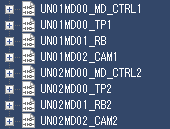 UN01MD00_MD_CTRL1
UN01MD00_TP1
UN01MD01_RB
UN01MD02_CAM1
UN02MD00_MD_CTRL2
UN02MD00_TP2
UN02MD01_RB2
UN02MD02_CAM2